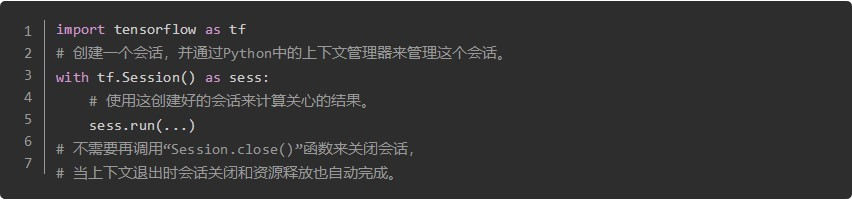 1 import tensorflow as tf
2 # 创建一个会话，并通过Python中的上下文管理器来管理这个会话。
3 with tf.Session() as sess:
4     # 使用这创建好的会话来计算关心的结果。
5     sess.run(...)
6 # 不需要再调用“Session.close()”函数来关闭会话，
7 # 当上下文退出时会话关闭和资源释放也自动完成。